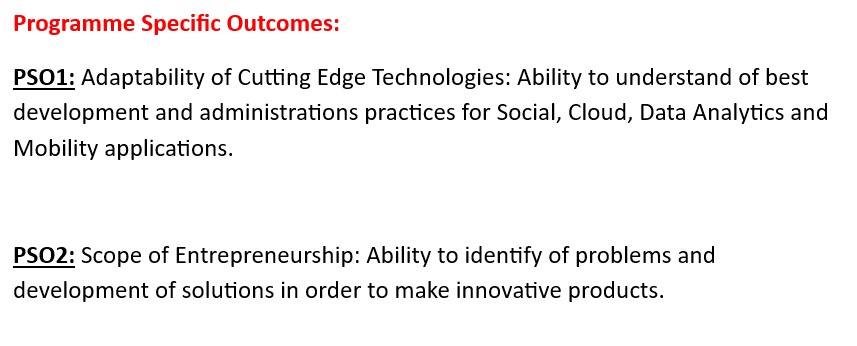 Programme Specific Outcomes:
PSO1: Adaptability of Cutting Edge Technologies: Ability to understand of best
development and administrations practices for Social, Cloud, Data Analytics and
Mobility applications.
PSO2: Scope of Entrepreneurship: Ability to identify of problems and
development of solutions in order to make innovative products.